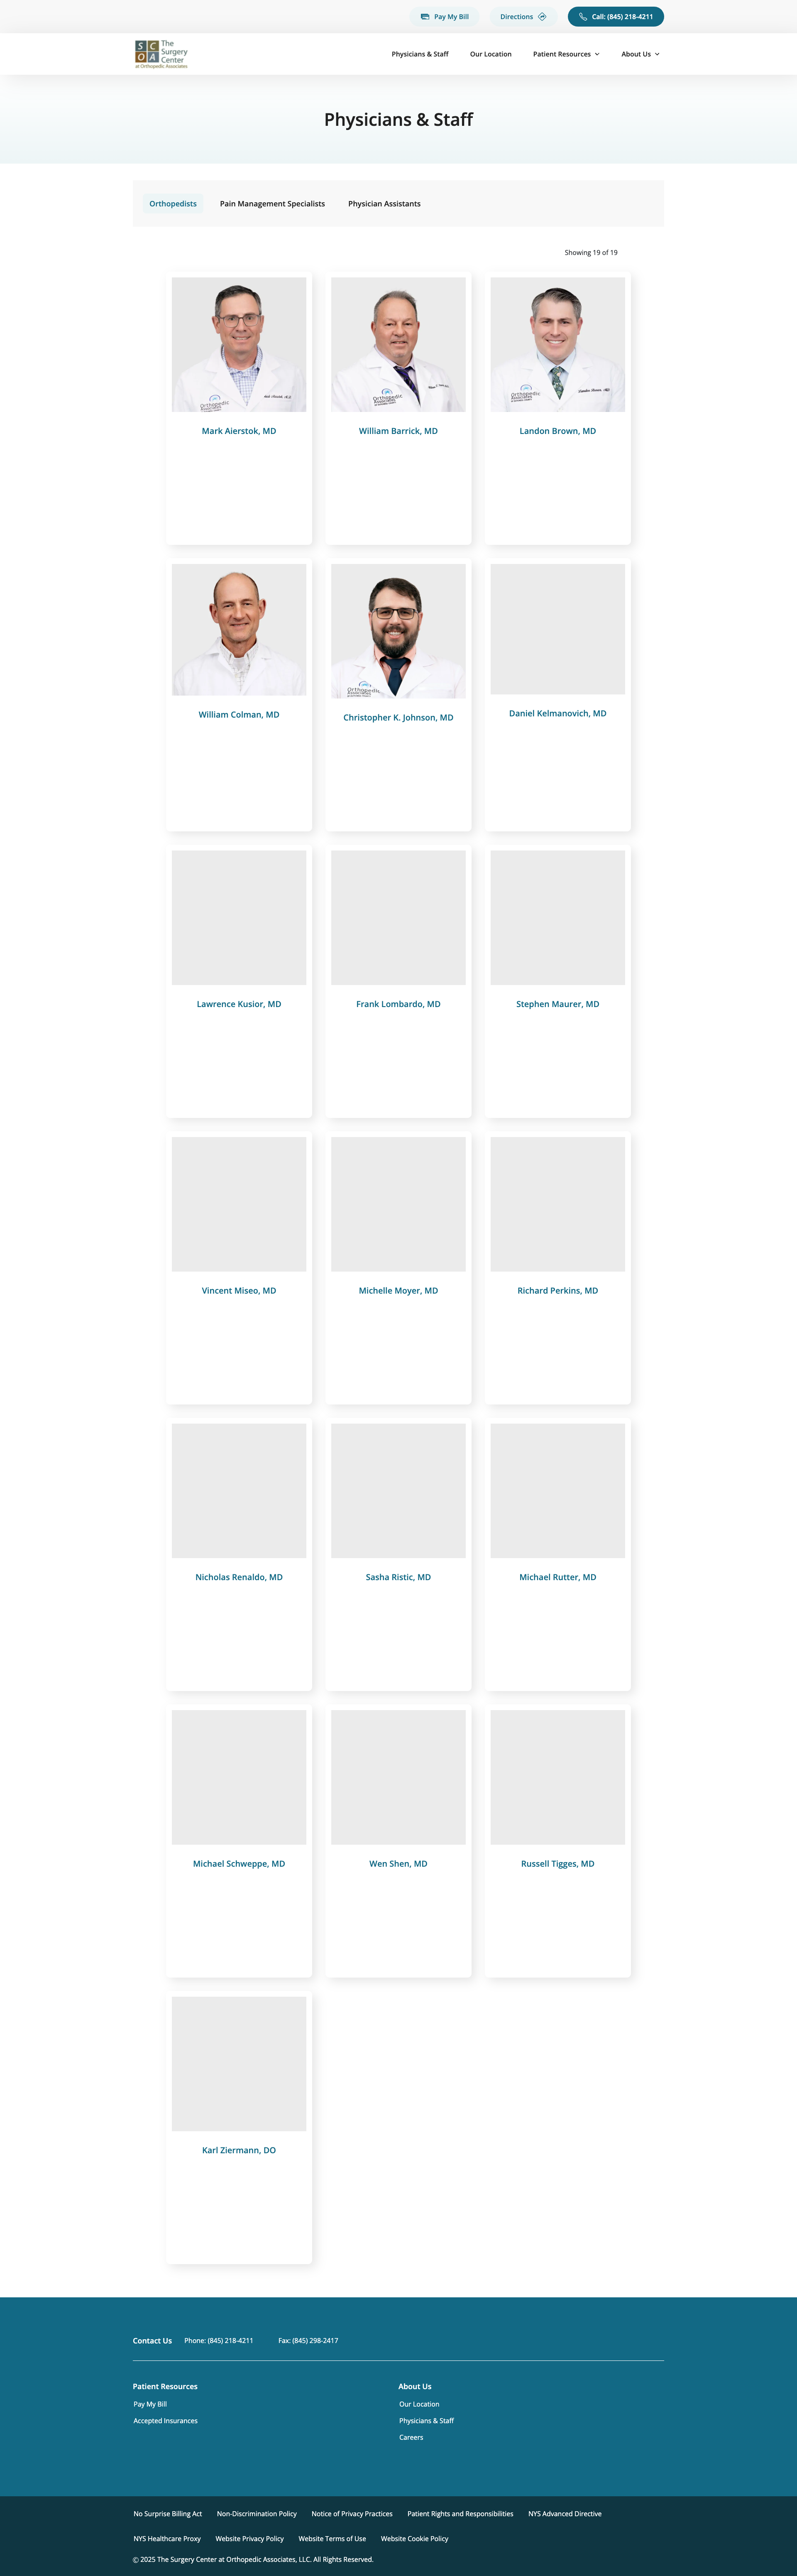 Pay My Bill
Directions
Call: (845) 218-4211
SC The
OA Surgery
Center
at Orthopedic Associates
Physicians & Staff
Our Location
Patient Resources
About Us
Physicians & Staff
Orthopedists
Pain Management Specialists
Physician Assistants
Showing 19 of 19
Mark Aierstok, MD
William Barrick, MD
Landon Brown, MD
William Colman, MD
Christopher K. Johnson, MD
Daniel Kelmanovich, MD
Lawrence Kusior, MD
Frank Lombardo, MD
Stephen Maurer, MD
Vincent Miseo, MD
Michelle Moyer, MD
Richard Perkins, MD
Nicholas Renaldo, MD
Sasha Ristic, MD
Michael Rutter, MD
Michael Schweppe, MD
Wen Shen, MD
Russell Tigges, MD
Karl Ziermann, DO
Contact Us
Phone: (845) 218-4211
Fax: (845) 298-2417
Patient Resources
Pay My Bill
Accepted Insurances
About Us
Our Location
Physicians & Staff
Careers
No Surprise Billing Act
Non-Discrimination Policy
Notice of Privacy Practices
Patient Rights and Responsibilities
NYS Advanced Directive
NYS Healthcare Proxy
Website Privacy Policy
Website Terms of Use
Website Cookie Policy
© 2025 The Surgery Center at Orthopedic Associates, LLC. All Rights Reserved.